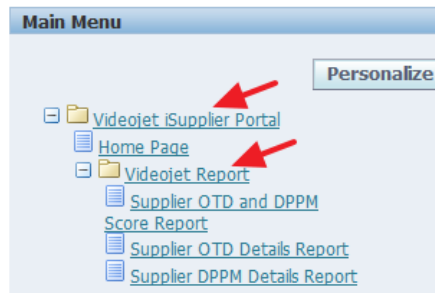 Main Menu
Personalize
Videojet iSupplier Portal
Home Page
Videojet Report
Supplier OTD and DPPM
Score Report
Supplier OTD Details Report
Supplier DPPM Details Report